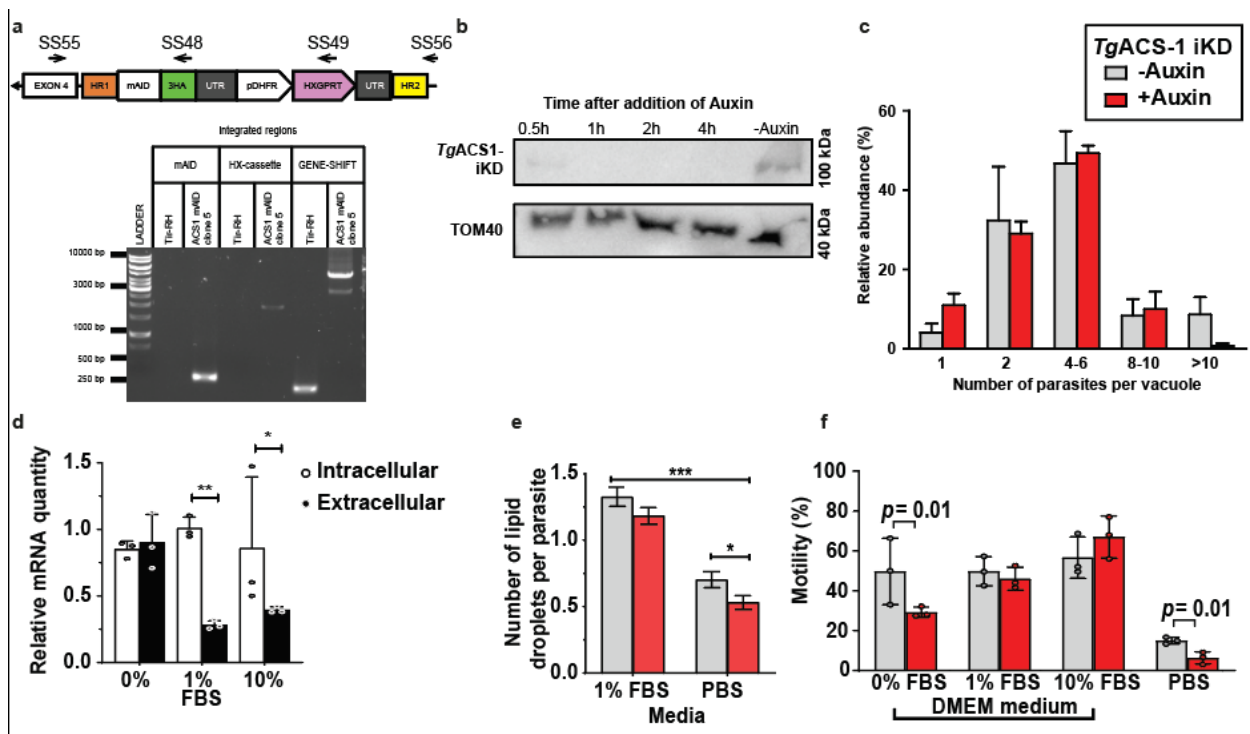 a
SS55 SS48 SS49 SS56
EXON 4 HR1 mAID 3HA UTR pDHFR HXGPRT UTR HR2
Integrated regions
mAID HX-cassette GENE-SHIFT
LADDER Tir-RH ACS1 mAID clone 5 Tir-RH ACS1 mAID clone 5 Tir-RH ACS1 mAID clone 5
10000 bp
3000 bp
1000 bp
500 bp
250 bp
b
Time after addition of Auxin
0.5h 1h 2h 4h -Auxin
TgACS1-
iKD
100 kDa
TOM40
40 kDa
c
TgACS-1 iKD
-Auxin
+Auxin
Relative abundance (%)
60
40
20
0
1 2 4-6 8-10 >10
Number of parasites per vacuole
d
Relative mRNA quantity
1.5
1.0
0.5
0.0
** *
Intracellular
Extracellular
0% 1% 10%
FBS
e
Number of lipid
droplets per parasite
1.5
1.0
0.5
0.0
***
*
1% FBS PBS
Media
f
Motility (%)
100
80
60
40
20
0
p= 0.01
p= 0.01
0% FBS 1% FBS 10% FBS PBS
DMEM medium